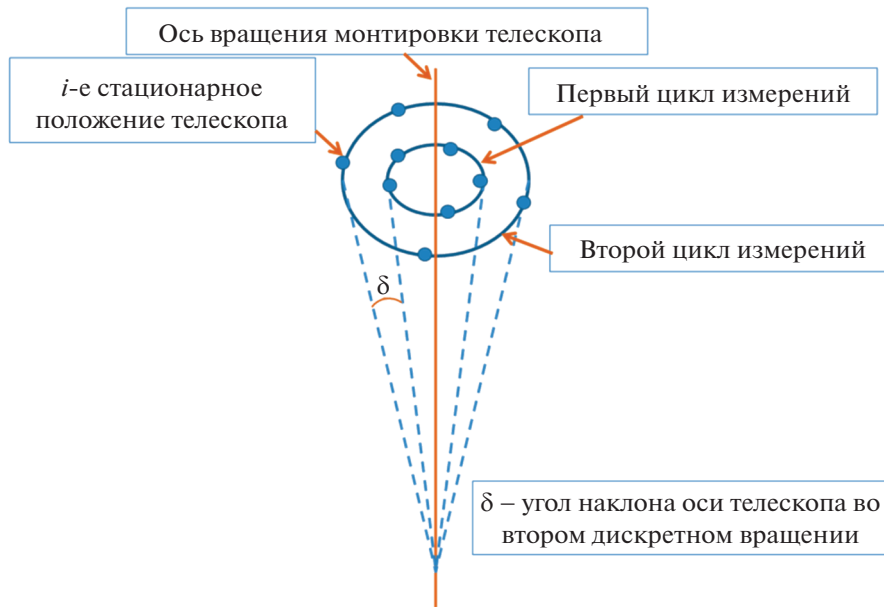 Ось вращения монтировки телескопа
i-е стационарное
положение телескопа
Первый цикл измерений
Второй цикл измерений
δ
δ – угол наклона оси телескопа во
втором дискретном вращении